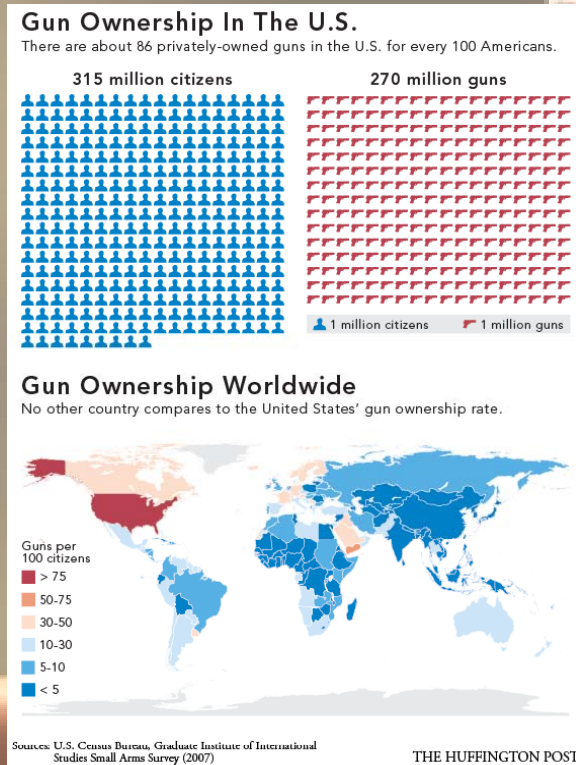 Gun Ownership In The U.S.
There are about 86 privately-owned guns in the U.S. for every 100 Americans.
315 million citizens
270 million guns
1 million citizens
1 million guns
Gun Ownership Worldwide
No other country compares to the United States' gun ownership rate.
Guns per
100 citizens
> 75
50-75
30-50
10-30
5-10
< 5
Sources: U.S. Census Bureau, Graduate Institute of International
Studies Small Arms Survey (2007)
THE HUFFINGTON POST